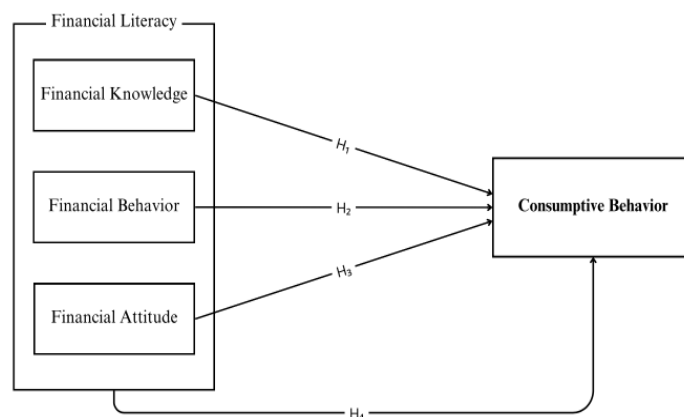 Financial Literacy
Financial Knowledge
H₁
Financial Behavior
H₂
Consumptive Behavior
Financial Attitude
H₃
H₄